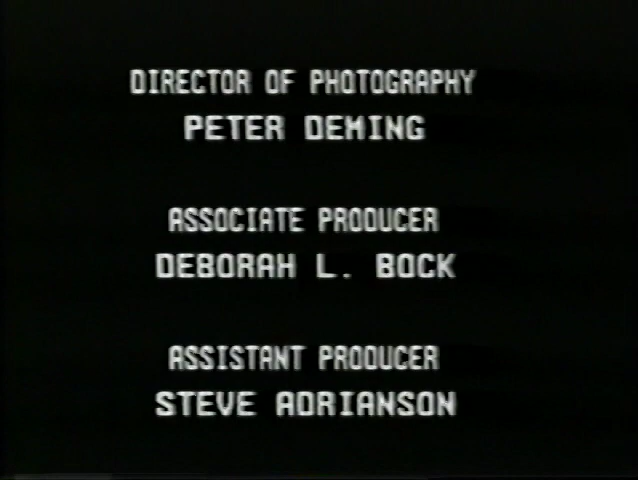 DIRECTOR OF PHOTOGRAPHY
PETER DEMING
ASSOCIATE PRODUCER
DEBORAH L. BOCK
ASSISTANT PRODUCER
STEVE ADRIANSON